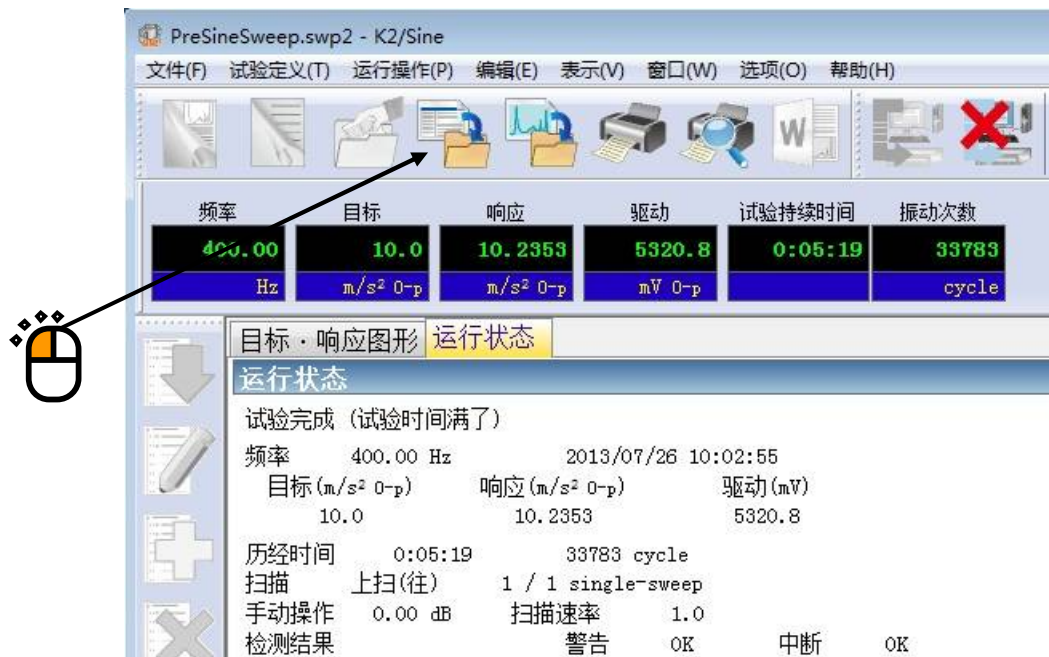 PreSineSweep.swp2 - K2/Sine
文件(F) 试验定义(T) 运行操作(P) 编辑(E) 表示(V) 窗口(W) 选项(O) 帮助(H)
W
频率 目标 响应 驱动 试验持续时间 振动次数
400.00 10.0 10.2353 5320.8 0:05:19 33783
Hz m/s² 0-p m/s² 0-p mV 0-p cycle
目标・响应图形 运行状态
运行状态
试验完成 (试验时间满了)
频率 400.00 Hz 2013/07/26 10:02:55
目标(m/s² 0-p) 响应(m/s² 0-p) 驱动(mV)
10.0 10.2353 5320.8
历经时间 0:05:19 33783 cycle
扫描 上扫(往) 1 / 1 single-sweep
手动操作 0.00 dB 扫描速率 1.0
检测结果 警告 OK 中断 OK